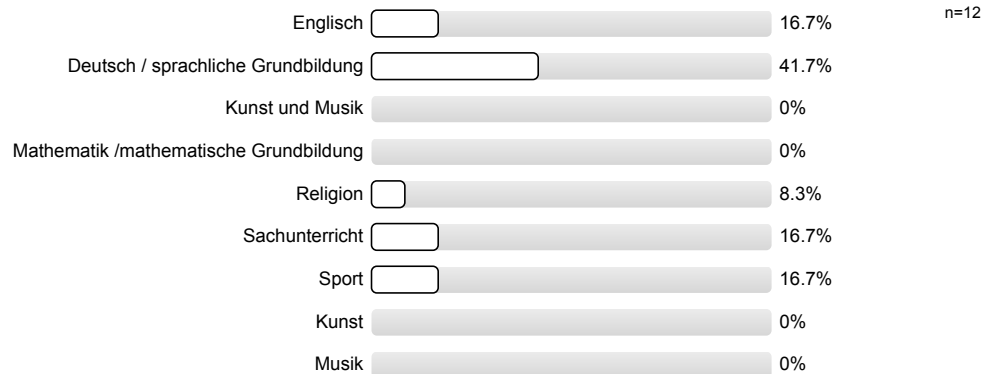 n=12
Englisch 16.7%
Deutsch / sprachliche Grundbildung 41.7%
Kunst und Musik 0%
Mathematik /mathematische Grundbildung 0%
Religion 8.3%
Sachunterricht 16.7%
Sport 16.7%
Kunst 0%
Musik 0%